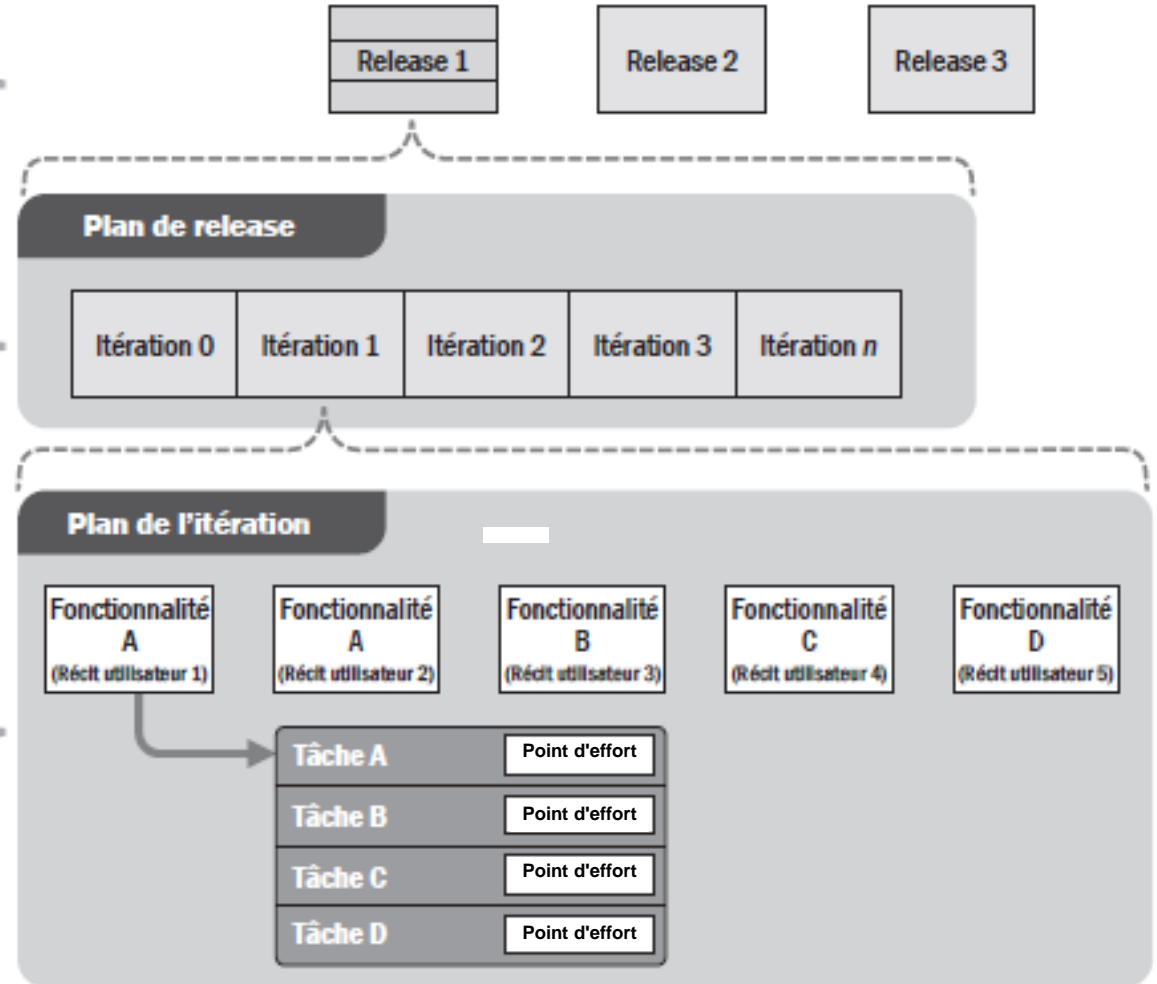 Release 1
Release 2
Release 3
Plan de release
Itération 0
Itération 1
Itération 2
Itération 3
Itération n
Plan de l'itération
Fonctionnalité
A
(Récit utilisateur 1)
Fonctionnalité
A
(Récit utilisateur 2)
Fonctionnalité
B
(Récit utilisateur 3)
Fonctionnalité
C
(Récit utilisateur 4)
Fonctionnalité
D
(Récit utilisateur 5)
Tâche A
Point d'effort
Tâche B
Point d'effort
Tâche C
Point d'effort
Tâche D
Point d'effort